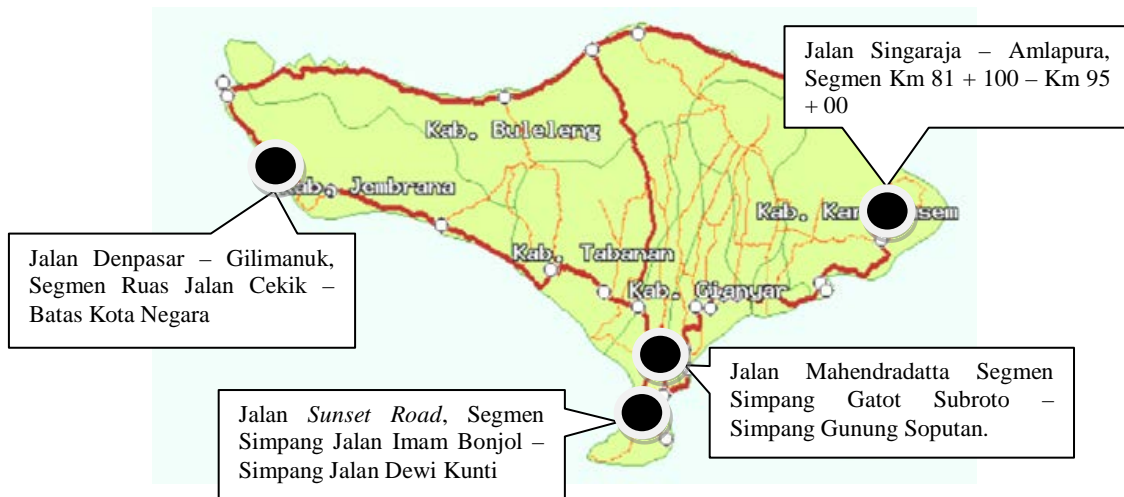 Jalan Singaraja – Amlapura,
Segmen Km 81 + 100 – Km 95
+ 00
Kab. Buleleng
Kab. Jembrana
Kab. Tabanan
Kab. Gianyar
Jalan Denpasar – Gilimanuk,
Segmen Ruas Jalan Cekik –
Batas Kota Negara
Jalan Mahendradatta Segmen
Simpang Gatot Subroto –
Simpang Gunung Soputan.
Jalan Sunset Road, Segmen
Simpang Jalan Imam Bonjol –
Simpang Jalan Dewi Kunti